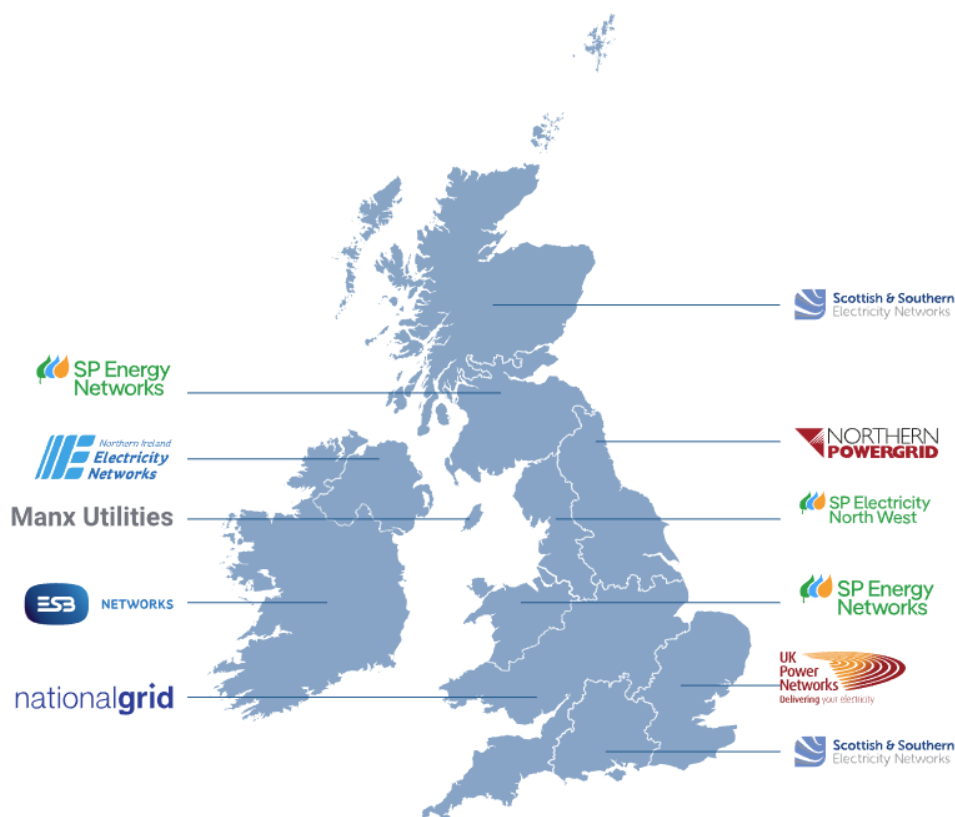 Scottish & Southern
Electricity Networks
SP Energy
Networks
Northern Ireland
Electricity
Networks
NORTHERN
POWERGRID
Manx Utilities
SP Electricity
North West
ESB NETWORKS
SP Energy
Networks
nationalgrid
UK
Power
Networks
Delivering your electricity
Scottish & Southern
Electricity Networks